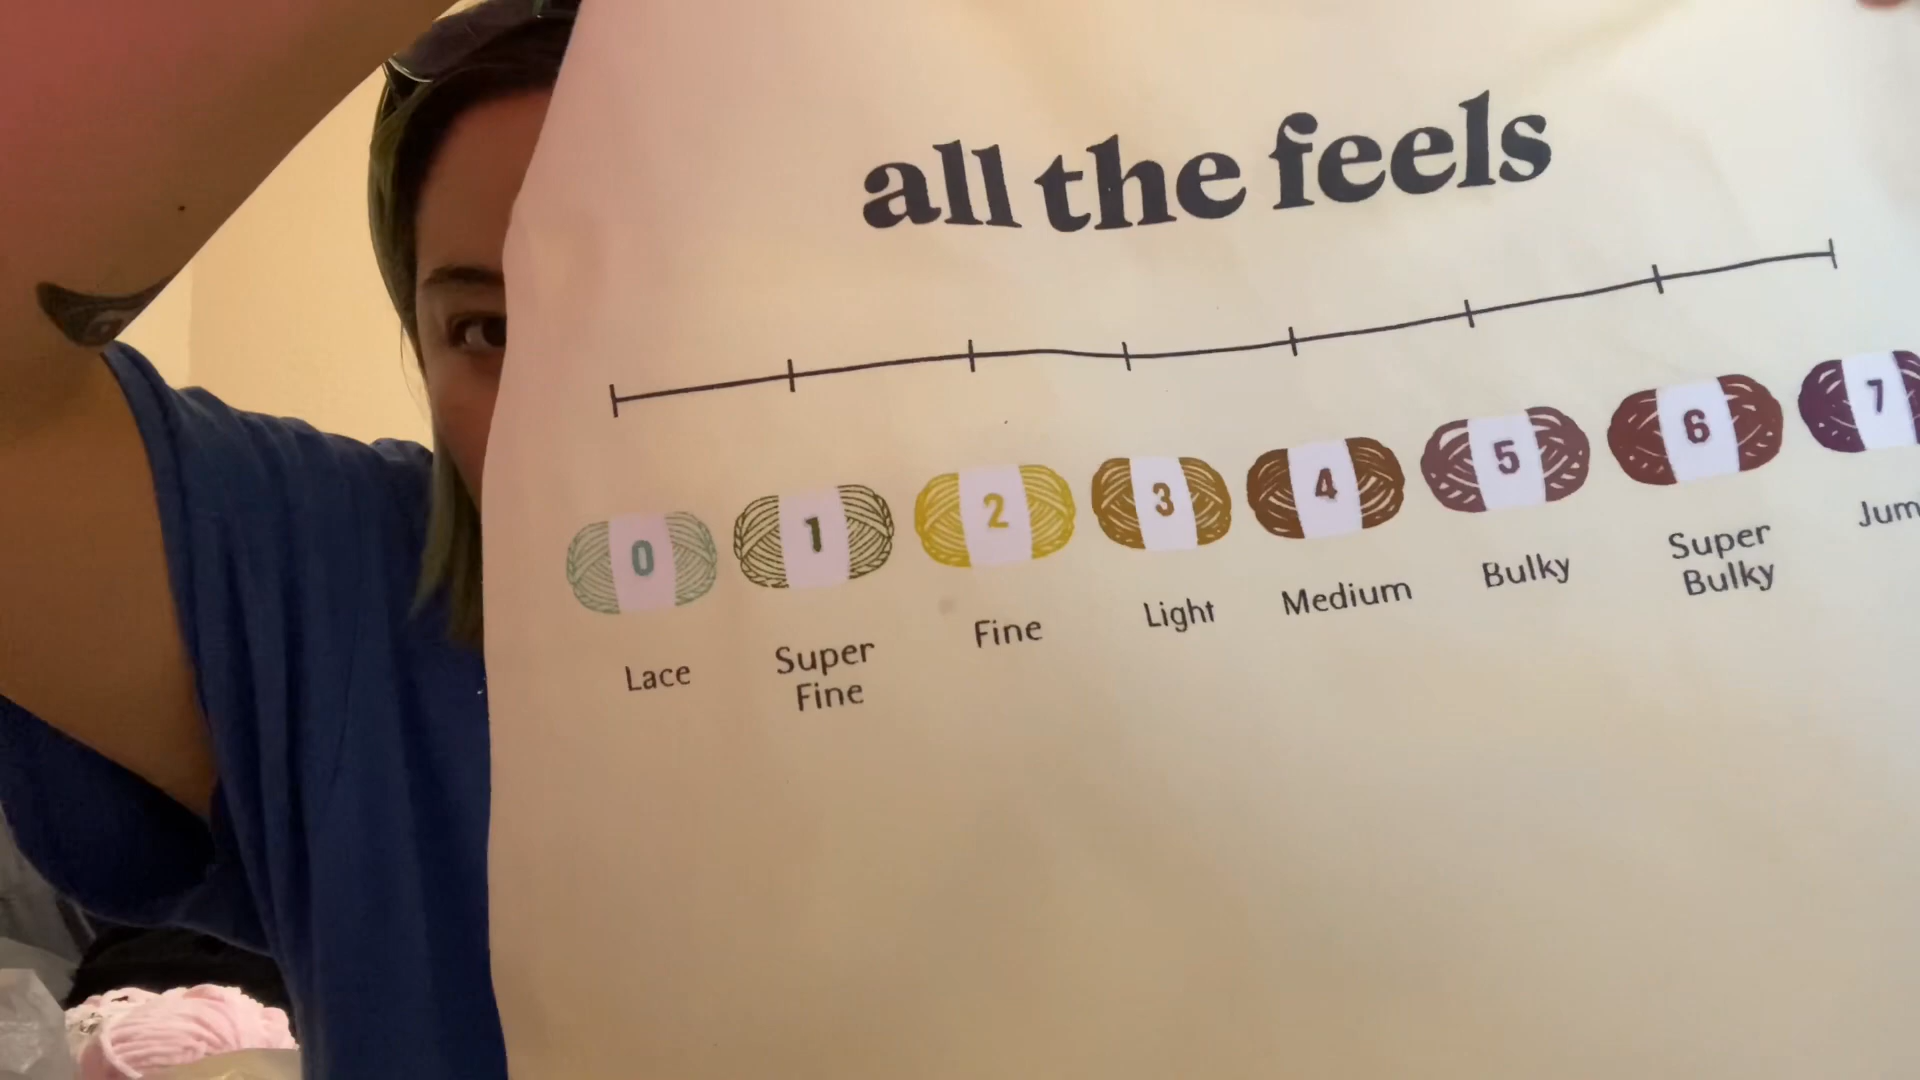 all the feels
0 1 2 3 4 5 6 7
Lace Super Fine Fine Light Medium Bulky Super Bulky Jum